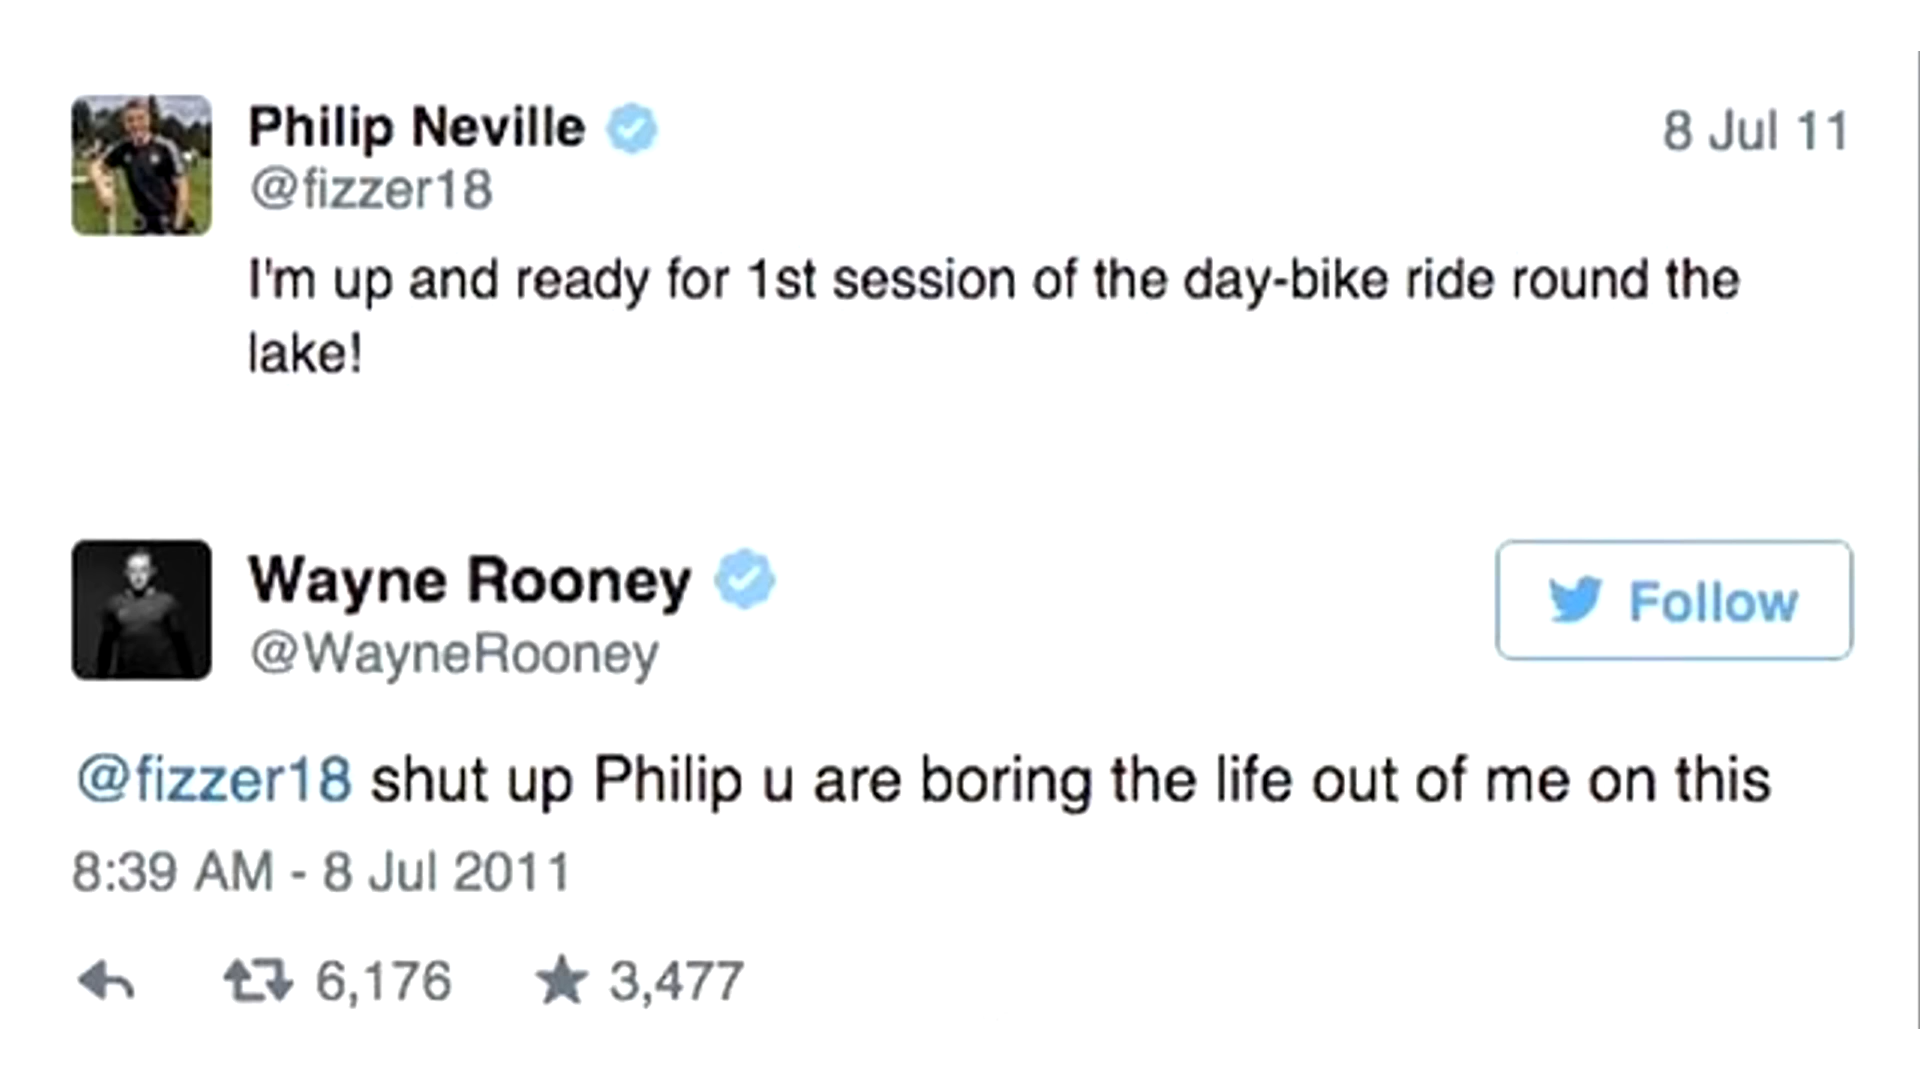 Philip Neville
8 Jul 11
@fizzer18
I'm up and ready for 1st session of the day-bike ride round the
lake!
Wayne Rooney
Follow
@WayneRooney
@fizzer18 shut up Philip u are boring the life out of me on this
8:39 AM - 8 Jul 2011
6,176 3,477